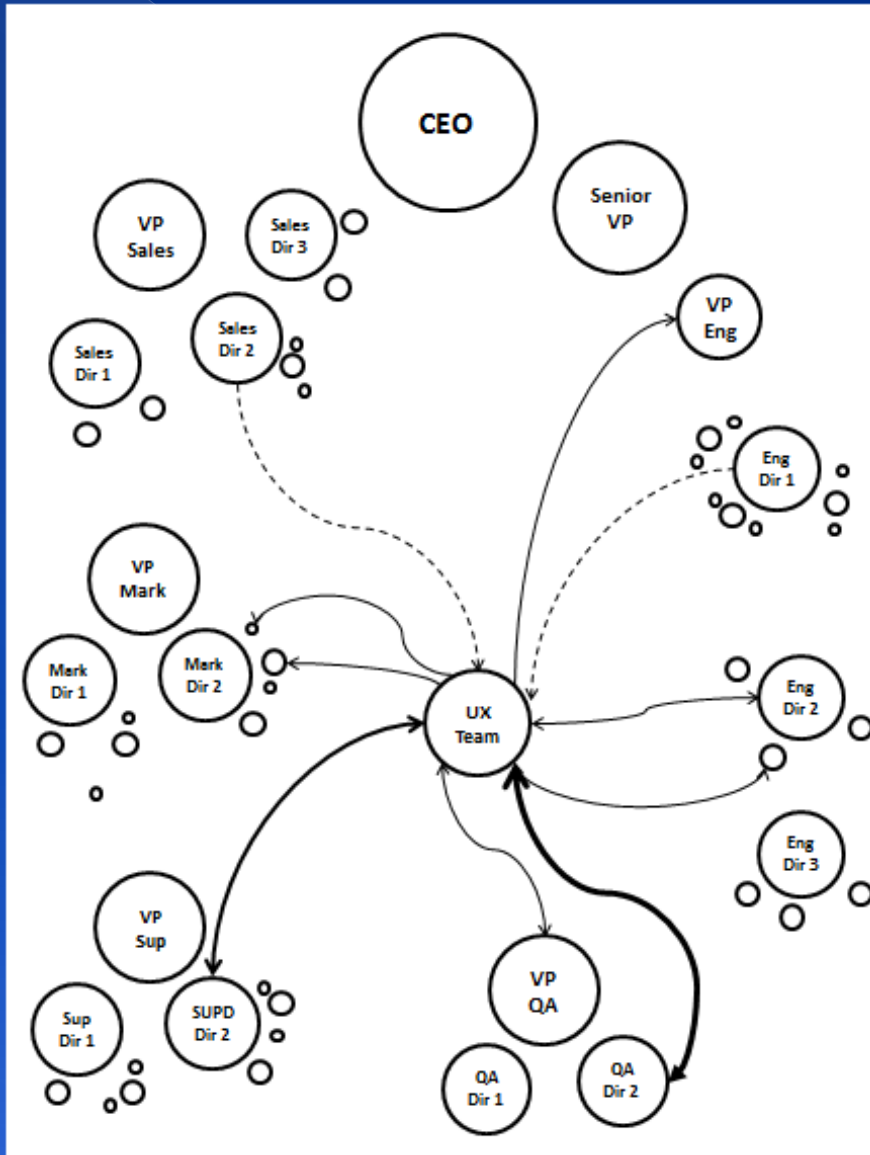 CEO
Senior
VP
VP
Sales
Sales
Dir 3
VP
Eng
Sales
Dir 2
Sales
Dir 1
Eng
Dir 1
VP
Mark
Mark
Dir 1
Mark
Dir 2
UX
Team
Eng
Dir 2
Eng
Dir 3
VP
Sup
VP
QA
Sup
Dir 1
SUPD
Dir 2
QA
Dir 1
QA
Dir 2